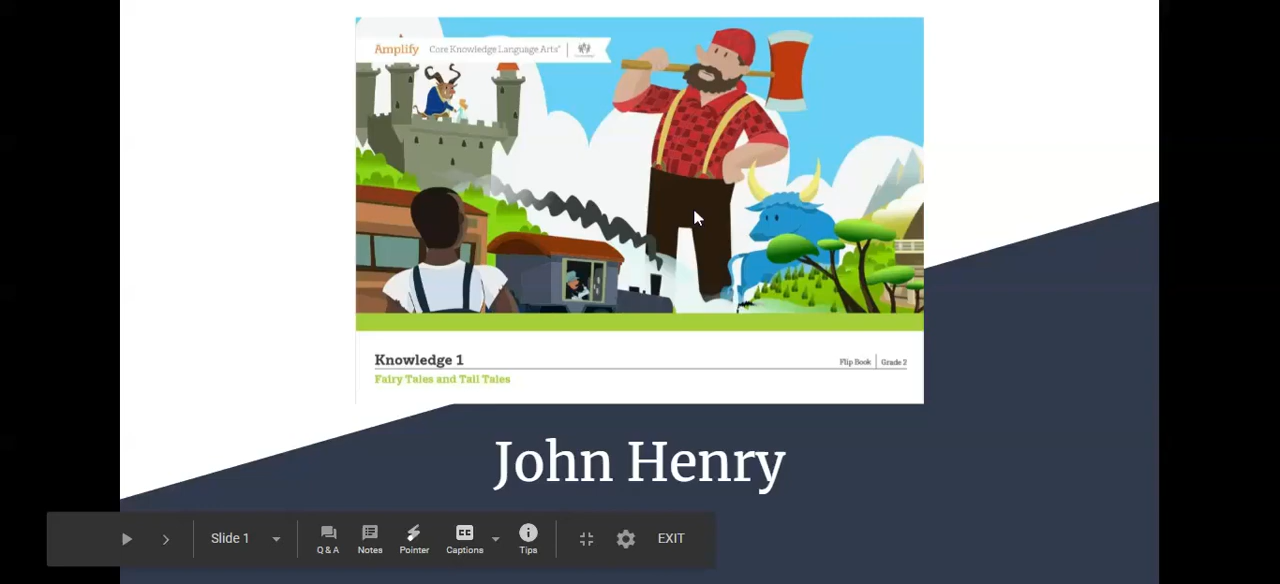 Amplify Core Knowledge Language Arts®
Knowledge 1
Flip Book | Grade 2
Fairy Tales and Tall Tales
John Henry
Slide 1
Q & A
Notes
Pointer
Captions
Tips
EXIT